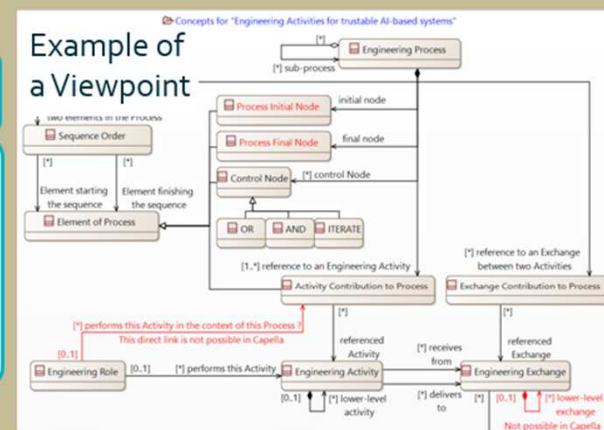 Concepts for "Engineering Activities for trustable AI-based systems"
Example of
a Viewpoint
[*]
Engineering Process
[*] sub-process
two elements in the Process
Process Initial Node
initial node
Sequence Order
Process Final Node
final node
[*]
[*]
Control Node
[*] control Node
Element starting
the sequence
Element finishing
the sequence
Element of Process
OR
AND
ITERATE
[*] reference to an Exchange
between two Activities
[1..*] reference to an Engineering Activity
Activity Contribution to Process
Exchange Contribution to Process
[*]
[*]
[*] performs this Activity in the context of this Process ?
This direct link is not possible in Capella
referenced
Activity
referenced
Exchange
[0..1]
[*] receives
from
Engineering Role
[0..1]
[*] performs this Activity
Engineering Activity
Engineering Exchange
[0..1]
[*] lower-level
activity
[*] delivers
to
[*]
[0..1]
[*] lower-level
exchange
Not possible in Capella